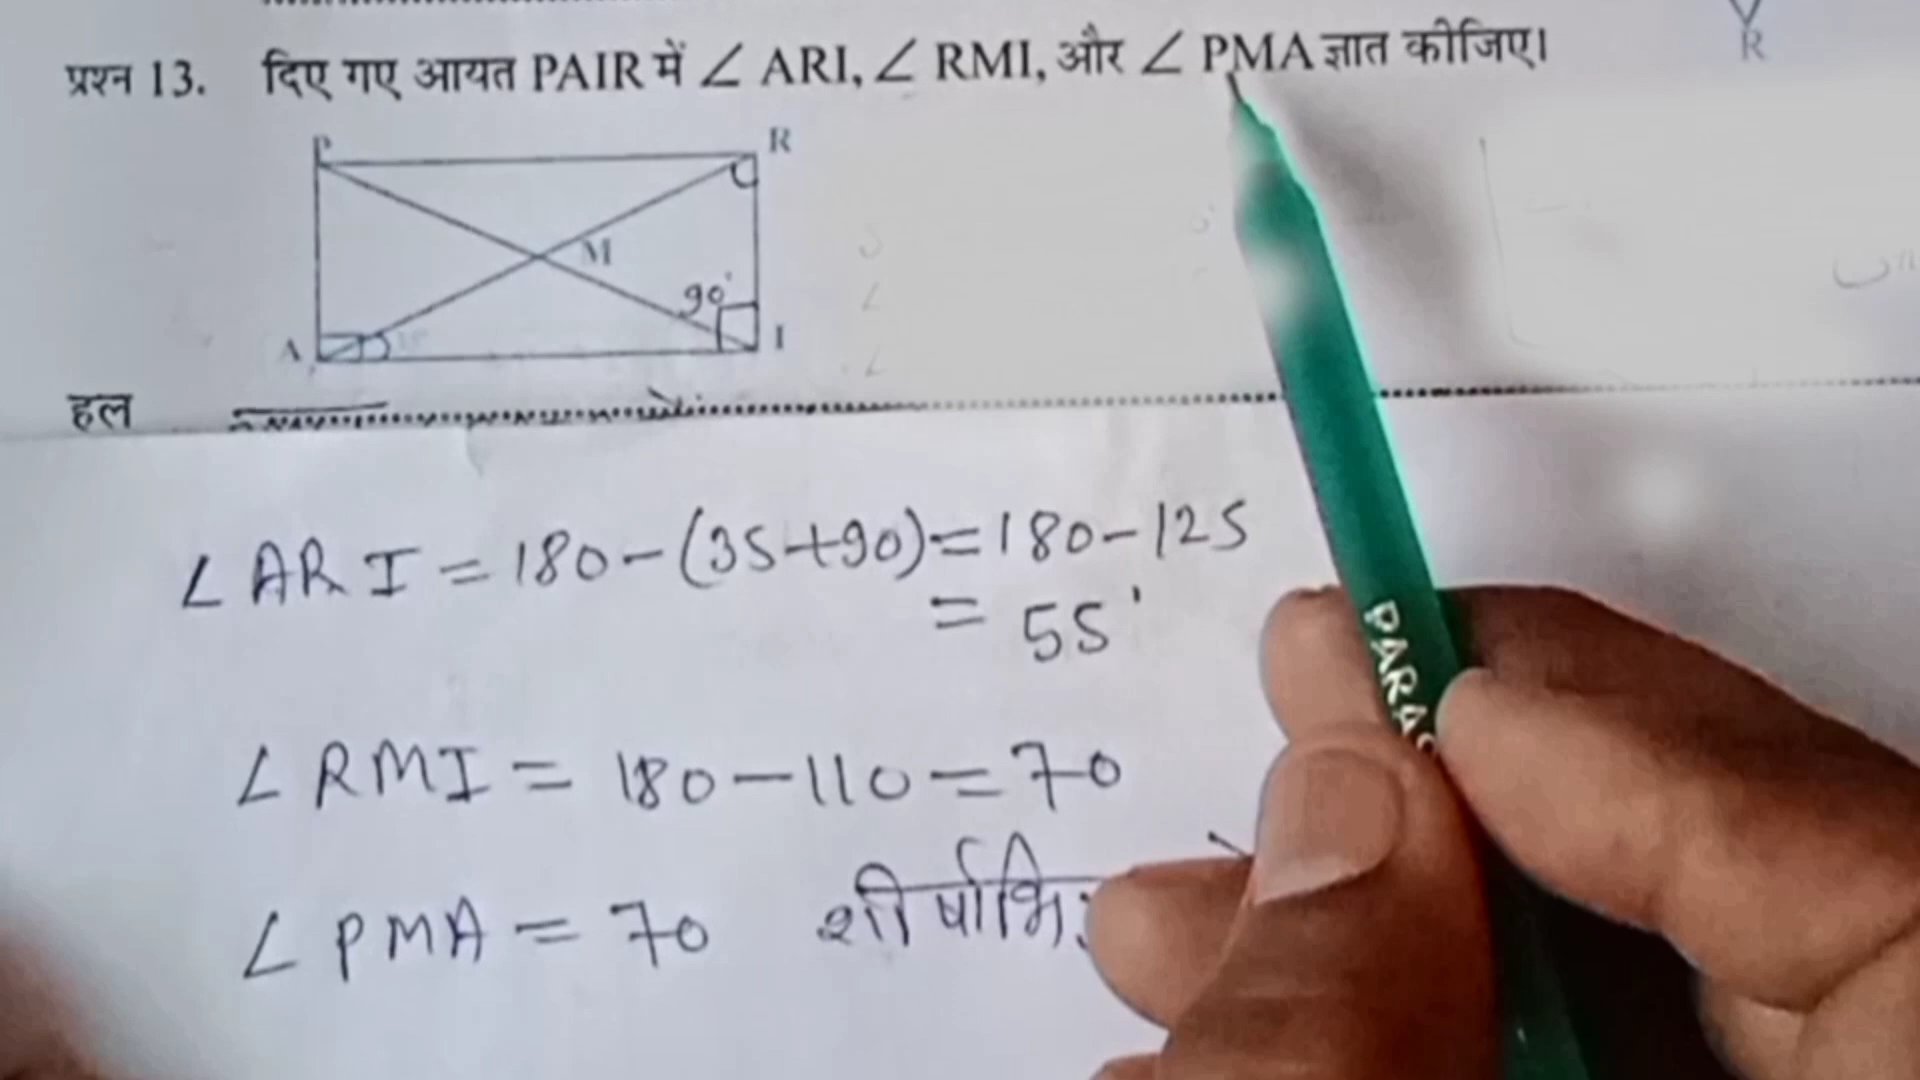 R
प्रश्न 13. दिए गए आयत PAIR में ∠ ARI, ∠ RMI, और ∠ PMA ज्ञात कीजिए।
P R
M
90°
A I
हल
∠ARI = 180-(35+90) = 180-125
= 55°
∠RMI = 180-110=70
∠PMA = 70
PARAG